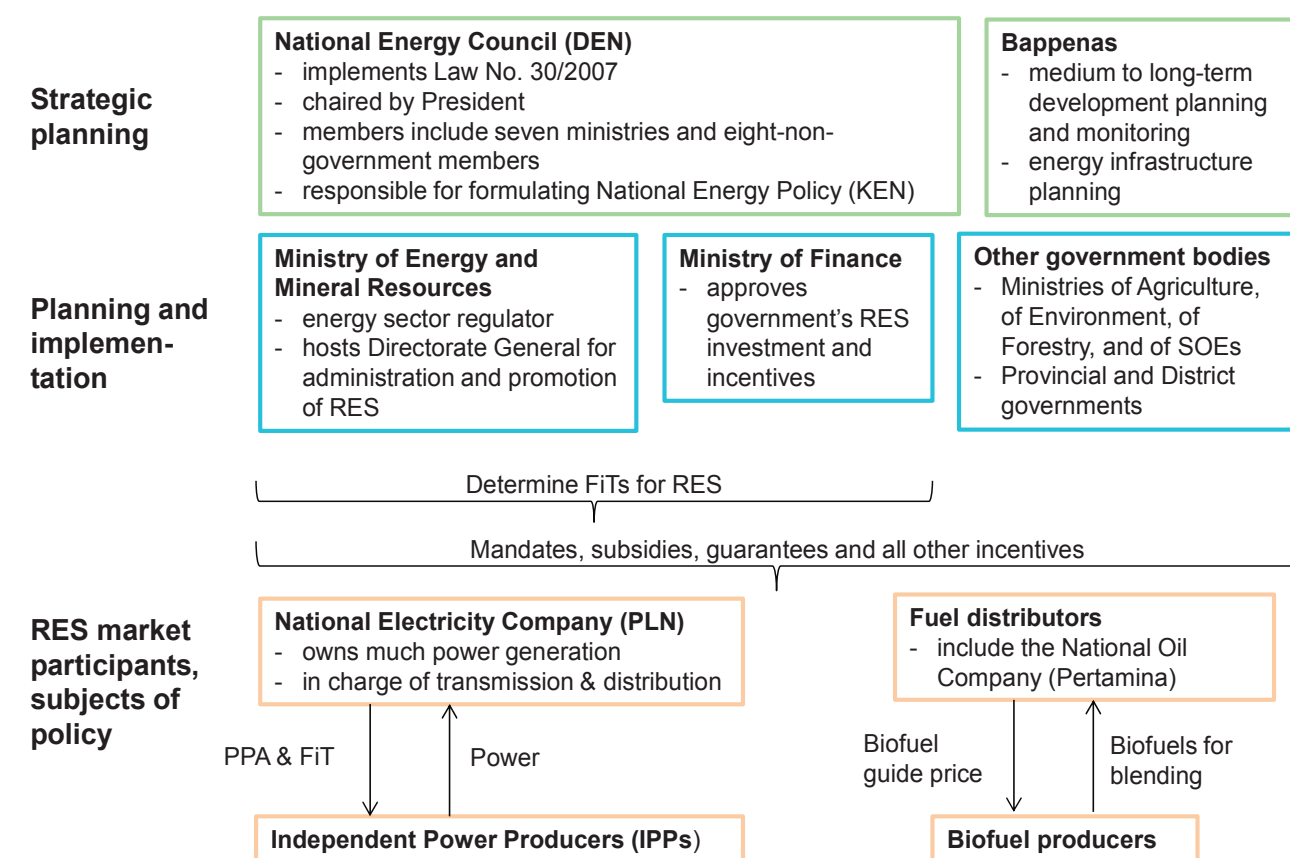 Strategic
planning
National Energy Council (DEN)
- implements Law No. 30/2007
- chaired by President
- members include seven ministries and eight-non-
government members
- responsible for formulating National Energy Policy (KEN)
Bappenas
- medium to long-term
development planning
and monitoring
- energy infrastructure
planning
Planning and
implemen-
tation
Ministry of Energy and
Mineral Resources
- energy sector regulator
- hosts Directorate General for
administration and promotion
of RES
Ministry of Finance
- approves
government's RES
investment and
incentives
Other government bodies
- Ministries of Agriculture,
of Environment, of
Forestry, and of SOEs
- Provincial and District
governments
Determine FiTs for RES
Mandates, subsidies, guarantees and all other incentives
RES market
participants,
subjects of
policy
National Electricity Company (PLN)
- owns much power generation
- in charge of transmission & distribution
Fuel distributors
- include the National Oil
Company (Pertamina)
PPA & FiT
Power
Biofuel
guide price
Biofuels for
blending
Independent Power Producers (IPPs)
Biofuel producers